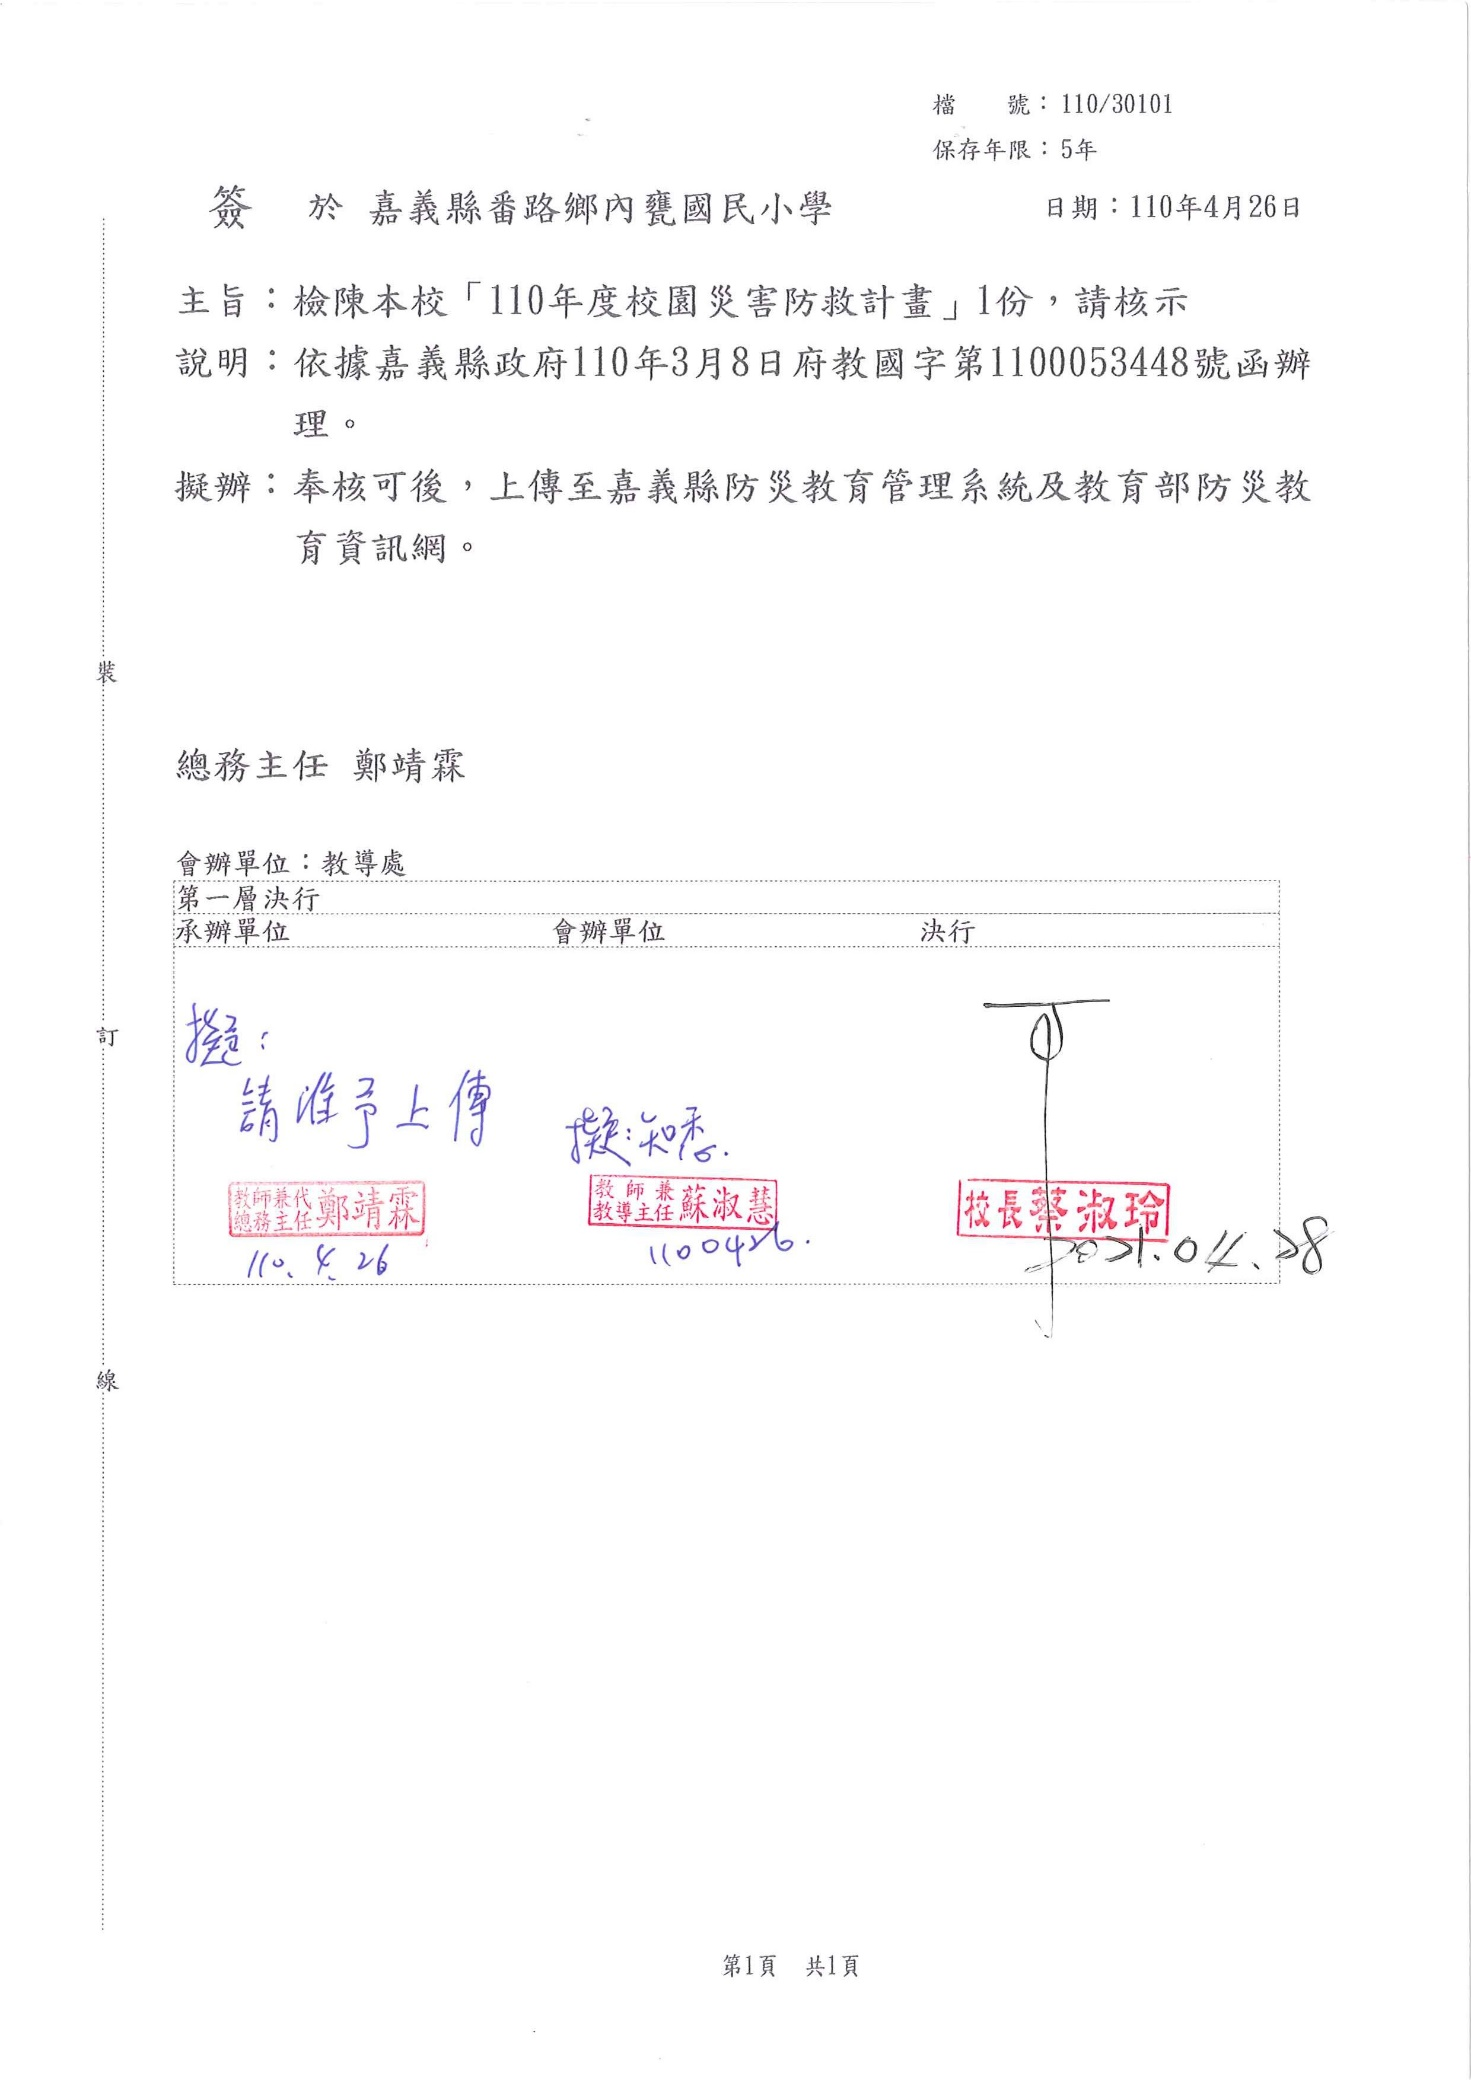 檔　　號：110/30101
保存年限：5年
簽　於 嘉義縣番路鄉內甕國民小學　日期：110年4月26日
主旨：檢陳本校「110年度校園災害防救計畫」1份，請核示
說明：依據嘉義縣政府110年3月8日府教國字第1100053448號函辦
理。
擬辦：奉核可後，上傳至嘉義縣防災教育管理系統及教育部防災教
育資訊網。
裝
總務主任 鄭靖霖
會辦單位：教導處
第一層決行
承辦單位　會辦單位　決行
訂
擬：
請准予上傳
擬：知悉.
教師兼代
總務主任 鄭靖霖
110.4.26
教師兼
教導主任 蘇淑慧
1100426.
校長蔡淑玲
2021.04.28
線
第1頁　共1頁